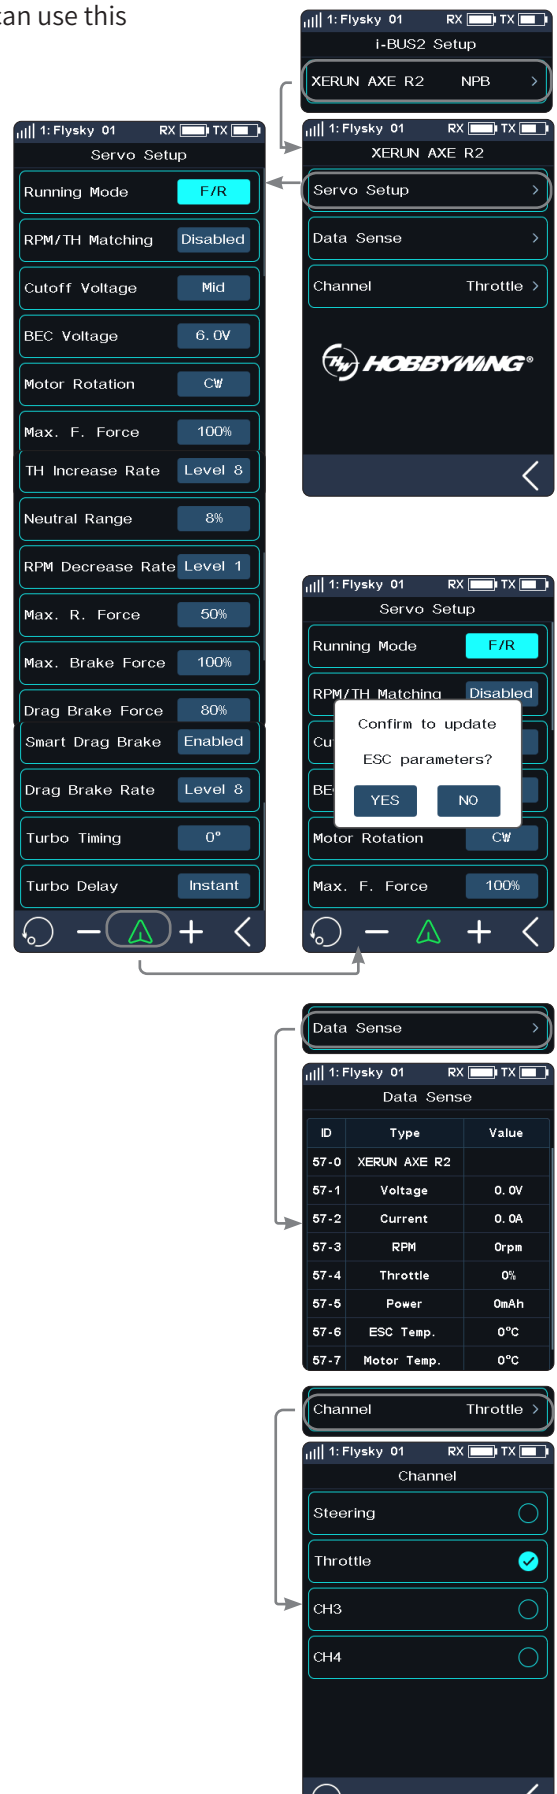 can use this
1: Flysky 01 RX TX
i-BUS2 Setup
XERUN AXE R2 NPB >
1: Flysky 01 RX TX
XERUN AXE R2
Servo Setup >
Data Sense >
Channel Throttle >
HW HOBBYWING®
1: Flysky 01 RX TX
Servo Setup
Running Mode F/R
RPM/TH Matching Disabled
Cutoff Voltage Mid
BEC Voltage 6.0V
Motor Rotation CW
Max. F. Force 100%
TH Increase Rate Level 8
Neutral Range 8%
RPM Decrease Rate Level 1
Max. R. Force 50%
Max. Brake Force 100%
Drag Brake Force 80%
Smart Drag Brake Enabled
Drag Brake Rate Level 8
Turbo Timing 0°
Turbo Delay Instant
1: Flysky 01 RX TX
Servo Setup
Running Mode F/R
RPM/TH Matching Disabled
Confirm to update
ESC parameters?
YES NO
Cu
BE
Motor Rotation CW
Max. F. Force 100%
Data Sense >
1: Flysky 01 RX TX
Data Sense
ID Type Value
57-0 XERUN AXE R2
57-1 Voltage 0.0V
57-2 Current 0.0A
57-3 RPM 0rpm
57-4 Throttle 0%
57-5 Power 0mAh
57-6 ESC Temp. 0°C
57-7 Motor Temp. 0°C
Channel Throttle >
1: Flysky 01 RX TX
Channel
Steering
Throttle
CH3
CH4